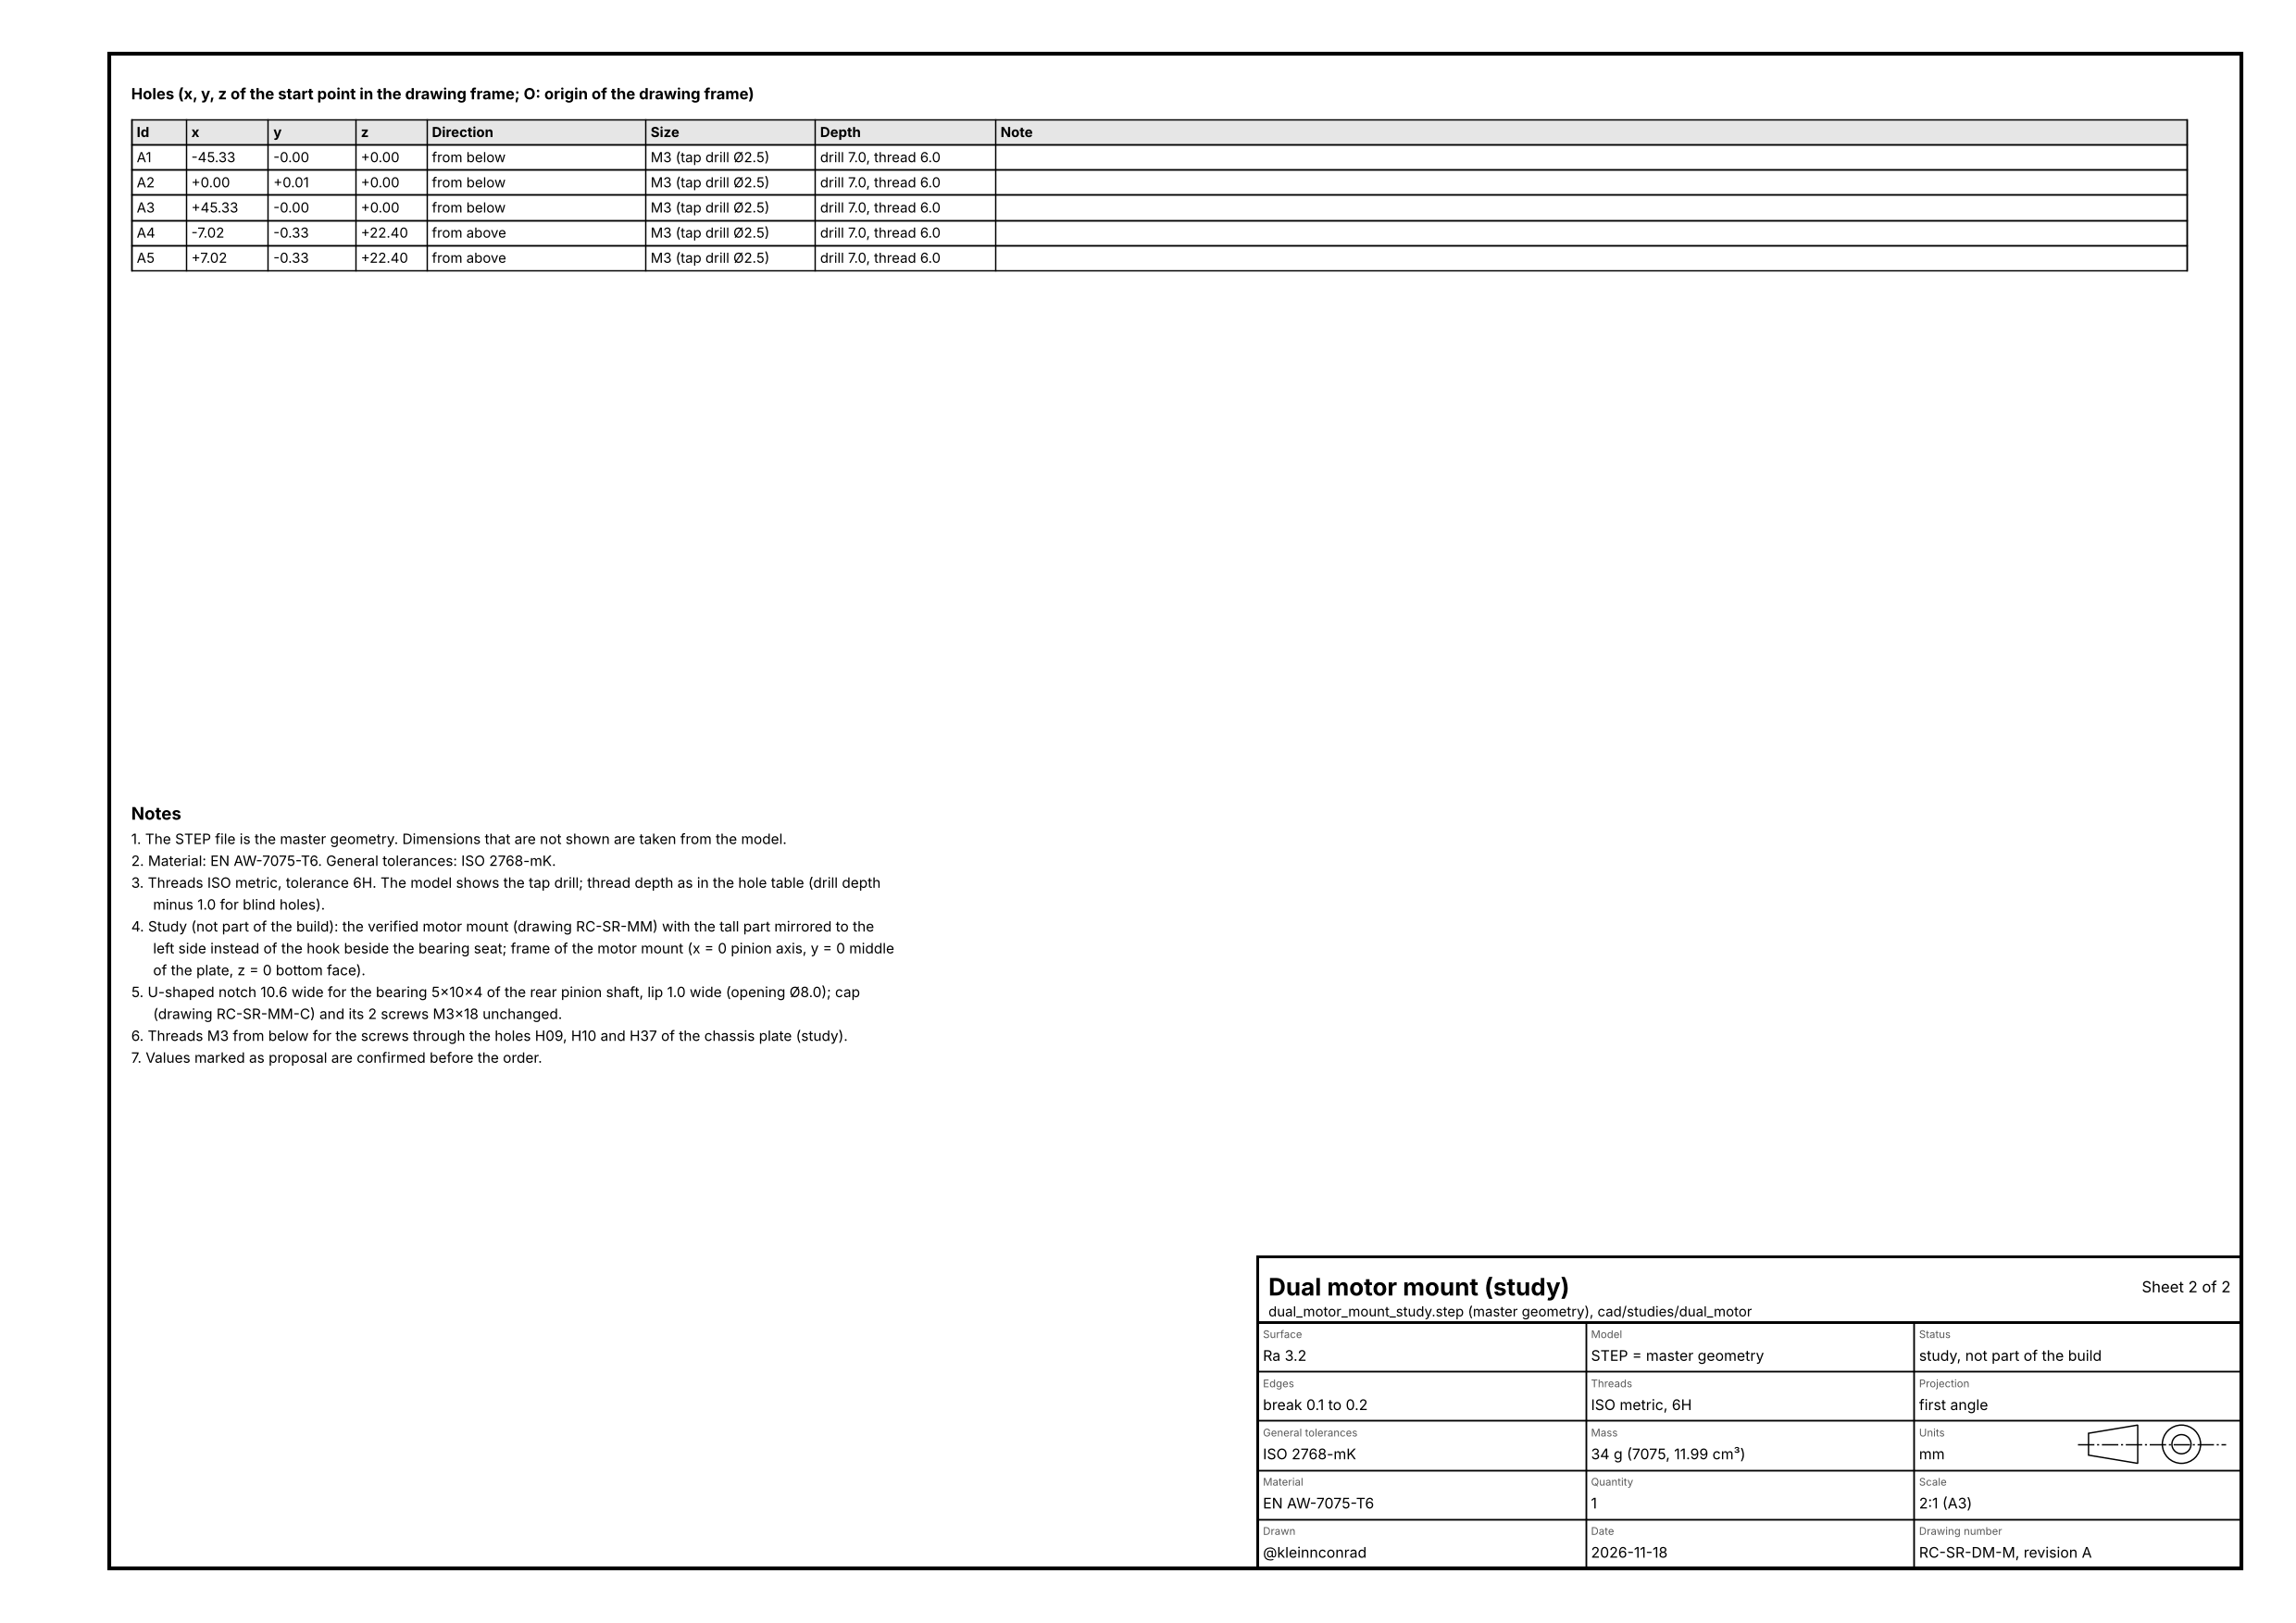 Holes (x, y, z of the start point in the drawing frame; O: origin of the drawing frame)
Id x y z Direction Size Depth Note
A1 -45.33 -0.00 +0.00 from below M3 (tap drill Ø2.5) drill 7.0, thread 6.0
A2 +0.00 +0.01 +0.00 from below M3 (tap drill Ø2.5) drill 7.0, thread 6.0
A3 +45.33 -0.00 +0.00 from below M3 (tap drill Ø2.5) drill 7.0, thread 6.0
A4 -7.02 -0.33 +22.40 from above M3 (tap drill Ø2.5) drill 7.0, thread 6.0
A5 +7.02 -0.33 +22.40 from above M3 (tap drill Ø2.5) drill 7.0, thread 6.0
Notes
1. The STEP file is the master geometry. Dimensions that are not shown are taken from the model.
2. Material: EN AW-7075-T6. General tolerances: ISO 2768-mK.
3. Threads ISO metric, tolerance 6H. The model shows the tap drill; thread depth as in the hole table (drill depth
minus 1.0 for blind holes).
4. Study (not part of the build): the verified motor mount (drawing RC-SR-MM) with the tall part mirrored to the
left side instead of the hook beside the bearing seat; frame of the motor mount (x = 0 pinion axis, y = 0 middle
of the plate, z = 0 bottom face).
5. U-shaped notch 10.6 wide for the bearing 5×10×4 of the rear pinion shaft, lip 1.0 wide (opening Ø8.0); cap
(drawing RC-SR-MM-C) and its 2 screws M3×18 unchanged.
6. Threads M3 from below for the screws through the holes H09, H10 and H37 of the chassis plate (study).
7. Values marked as proposal are confirmed before the order.
Dual motor mount (study) Sheet 2 of 2
dual_motor_mount_study.step (master geometry), cad/studies/dual_motor
Surface Model Status
Ra 3.2 STEP = master geometry study, not part of the build
Edges Threads Projection
break 0.1 to 0.2 ISO metric, 6H first angle
General tolerances Mass Units
ISO 2768-mK 34 g (7075, 11.99 cm³) mm
Material Quantity Scale
EN AW-7075-T6 1 2:1 (A3)
Drawn Date Drawing number
@kleinnconrad 2026-11-18 RC-SR-DM-M, revision A